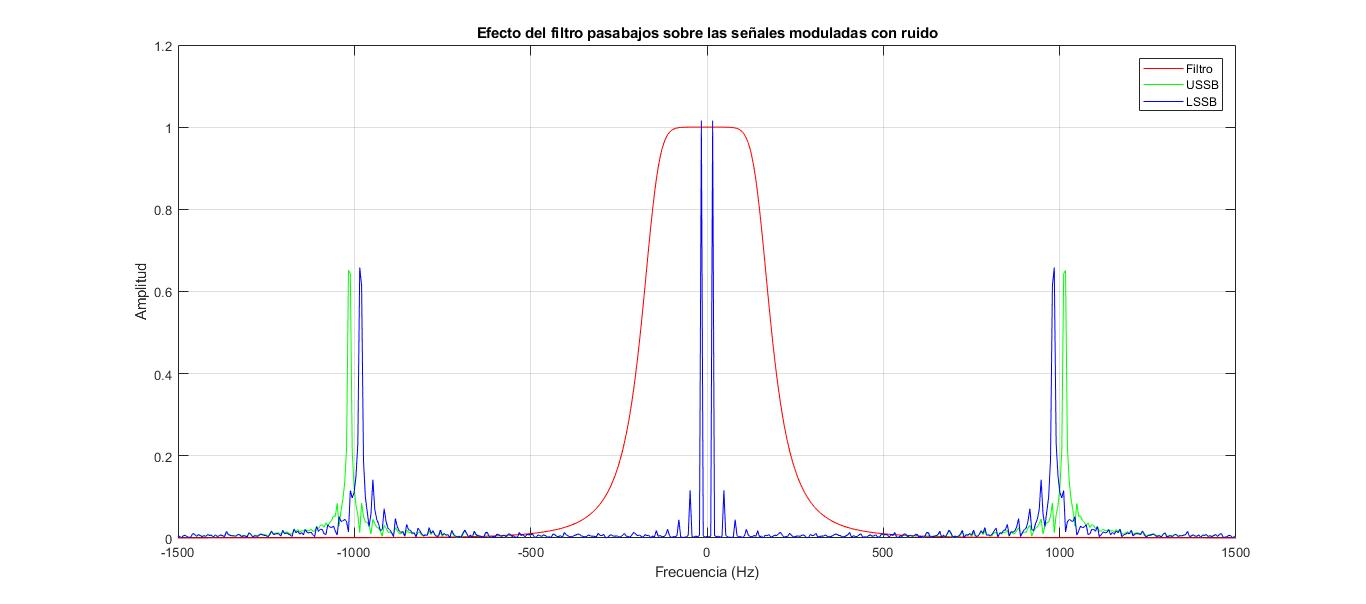 Efecto del filtro pasabajos sobre las señales moduladas con ruido
Filtro
USSB
LSSB
Amplitud
1.2
1
0.8
0.6
0.4
0.2
0
-1500
-1000
-500
0
500
1000
1500
Frecuencia (Hz)